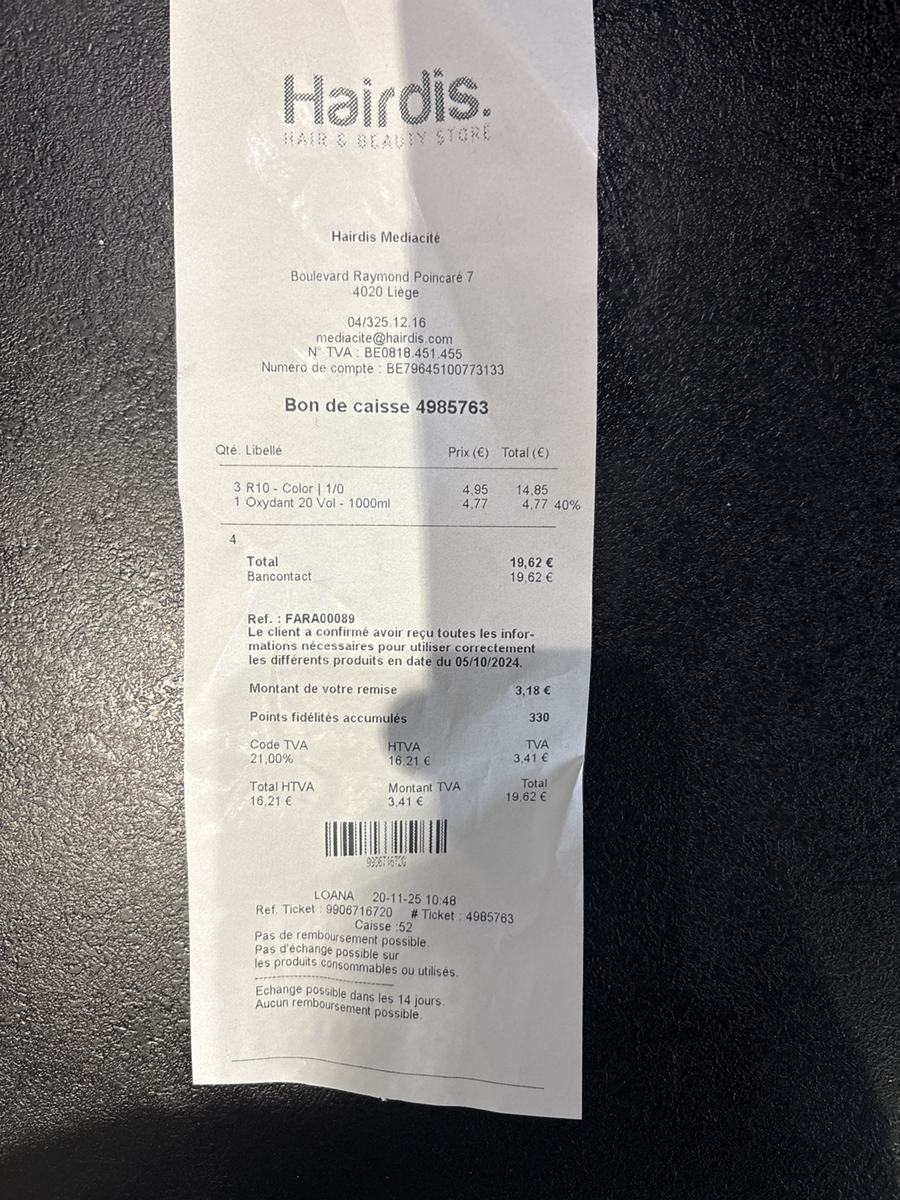 Hairdis.
HAIR & BEAUTY STORE
Hairdis Mediacité
Boulevard Raymond Poincaré 7
4020 Liège
04/325.12.16
mediacite@hairdis.com
N° TVA : BE0818.451.455
Numéro de compte : BE79645100773133
Bon de caisse 4985763
Qté. Libellé Prix (€) Total (€)
3 R10 - Color | 1/0 4,95 14,85
1 Oxydant 20 Vol - 1000ml 4,77 4,77 40%
4
Total 19,62 €
Bancontact 19,62 €
Ref. : FARA00089
Le client a confirmé avoir reçu toutes les infor-
mations nécessaires pour utiliser correctement
les différents produits en date du 05/10/2024.
Montant de votre remise 3,18 €
Points fidélités accumulés 330
Code TVA HTVA TVA
21,00% 16,21 € 3,41 €
Total HTVA Montant TVA Total
16,21 € 3,41 € 19,62 €
9906716720
LOANA 20-11-25 10:48
Ref. Ticket : 9906716720 # Ticket : 4985763
Caisse :52
Pas de remboursement possible.
Pas d'échange possible sur
les produits consommables ou utilisés.
Echange possible dans les 14 jours.
Aucun remboursement possible.